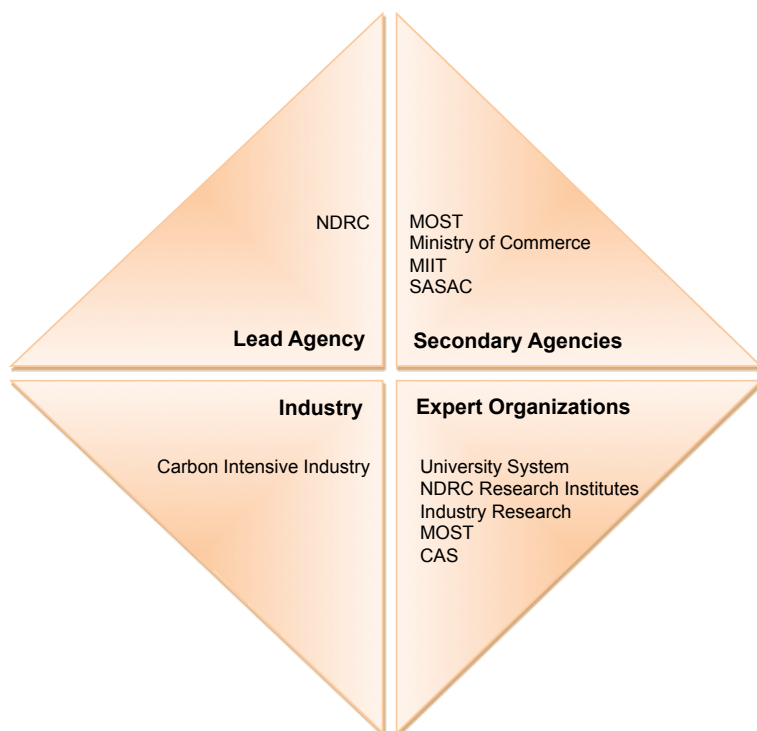 NDRC
Lead Agency
MOST
Ministry of Commerce
MIIT
SASAC
Secondary Agencies
Industry
Carbon Intensive Industry
Expert Organizations
University System
NDRC Research Institutes
Industry Research
MOST
CAS